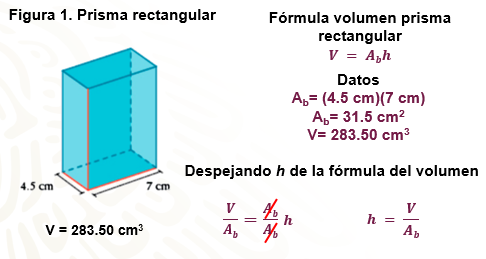 Figura 1. Prisma rectangular
4.5 cm
7 cm
V = 283.50 cm³
Fórmula volumen prisma
rectangular
V = A_b h
Datos
A_b= (4.5 cm)(7 cm)
A_b= 31.5 cm²
V= 283.50 cm³
Despejando h de la fórmula del volumen
V/A_b = A_b/A_b h
h = V/A_b